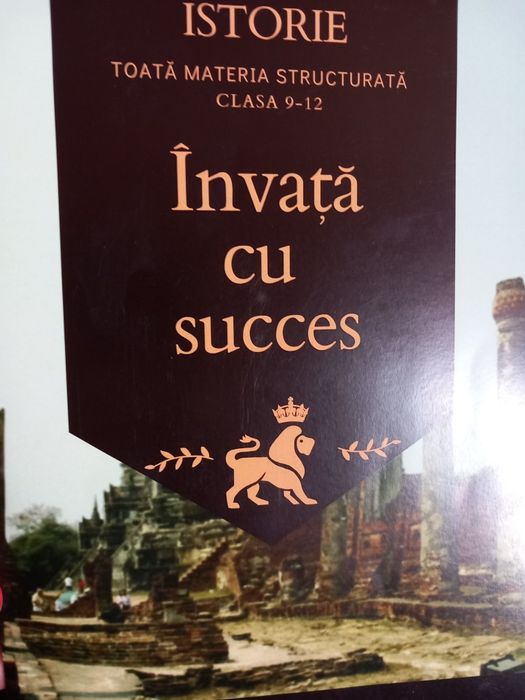 ISTORIE
TOATĂ MATERIA STRUCTURATĂ
CLASA 9-12
Învață
cu
succes